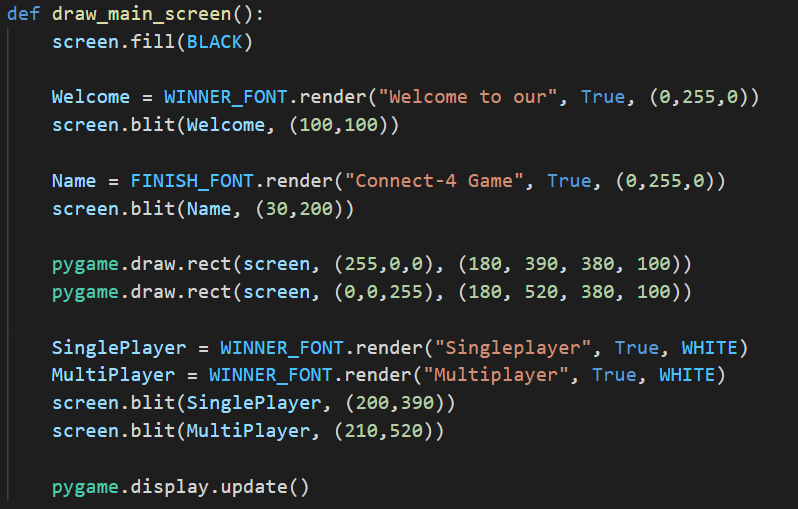 def draw_main_screen():
    screen.fill(BLACK)

    Welcome = WINNER_FONT.render("Welcome to our", True, (0,255,0))
    screen.blit(Welcome, (100,100))

    Name = FINISH_FONT.render("Connect-4 Game", True, (0,255,0))
    screen.blit(Name, (30,200))

    pygame.draw.rect(screen, (255,0,0), (180, 390, 380, 100))
    pygame.draw.rect(screen, (0,0,255), (180, 520, 380, 100))

    SinglePlayer = WINNER_FONT.render("Singleplayer", True, WHITE)
    MultiPlayer = WINNER_FONT.render("Multiplayer", True, WHITE)
    screen.blit(SinglePlayer, (200,390))
    screen.blit(MultiPlayer, (210,520))

    pygame.display.update()